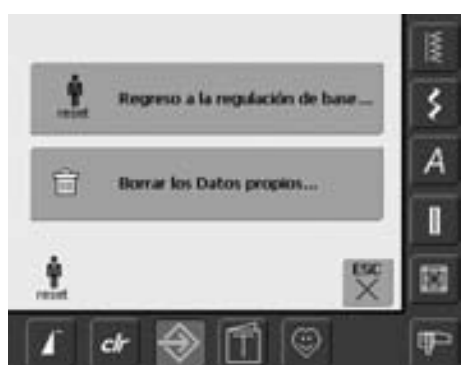 reset
Regreso a la regulación de base...
Borrar los Datos propios...
reset
ESC
A
clr